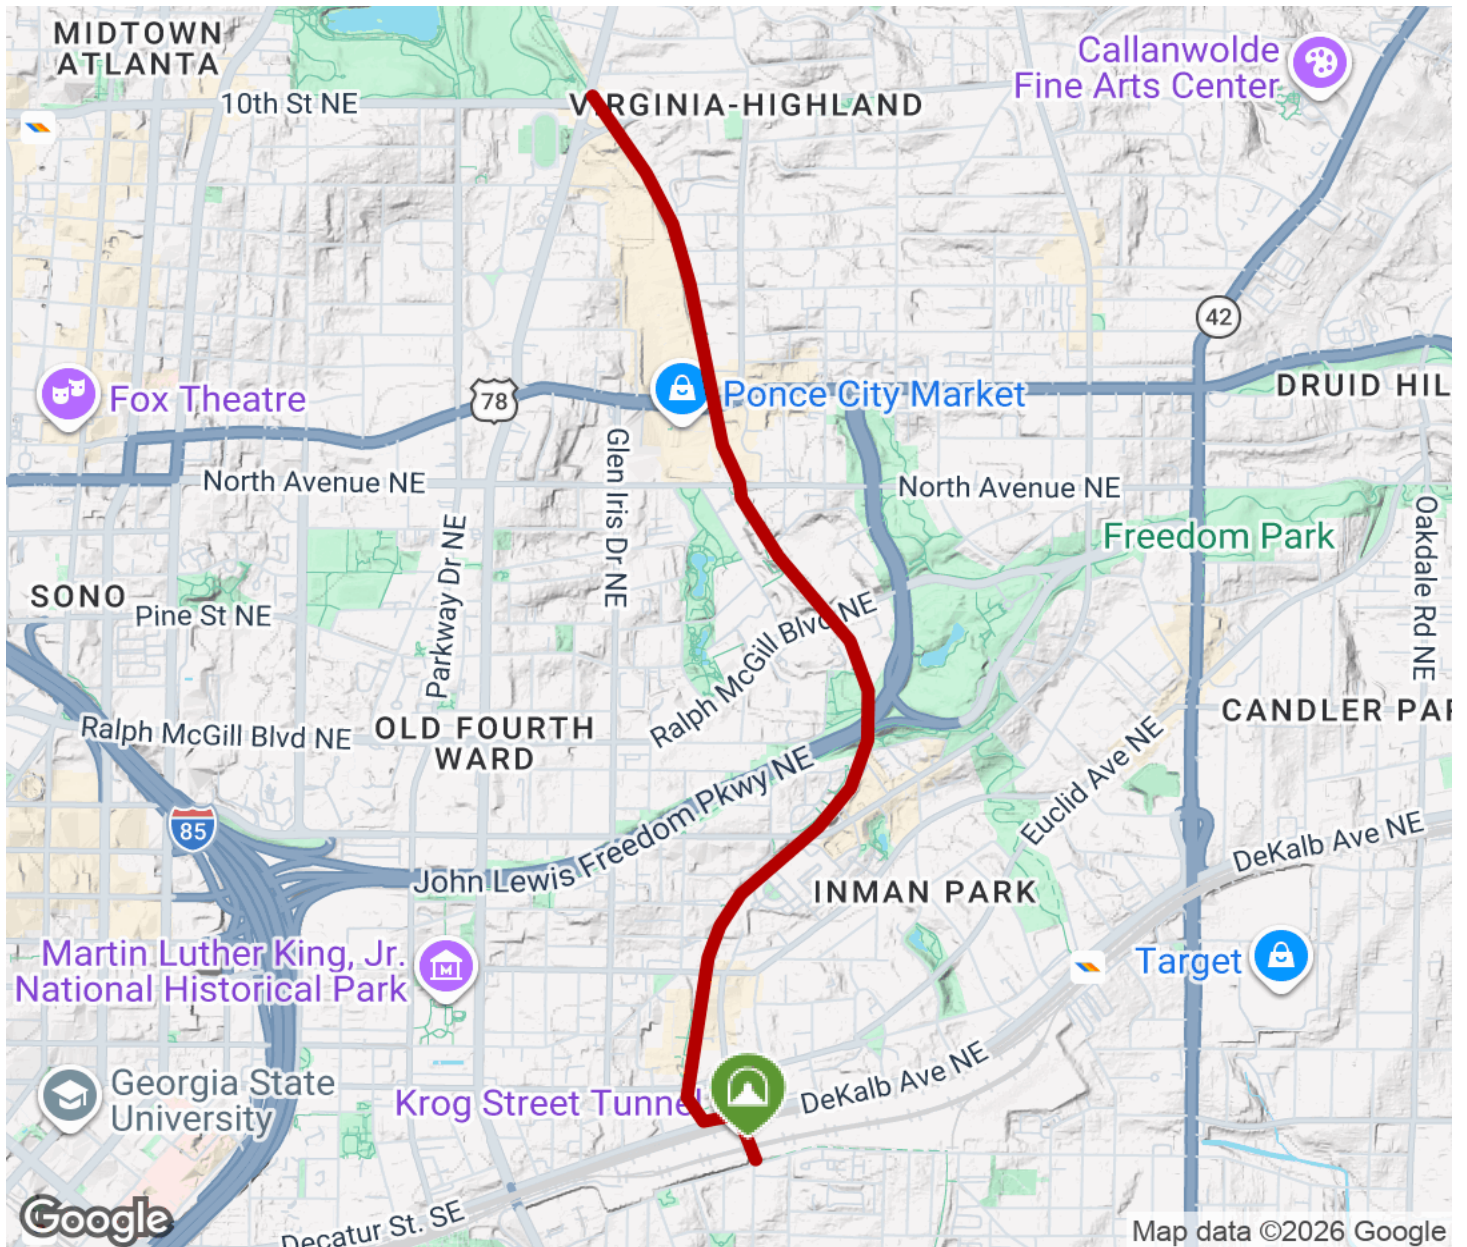 MIDTOWN
ATLANTA
Callanwolde
Fine Arts Center
10th St NE
VIRGINIA-HIGHLAND
42
Fox Theatre
78
Ponce City Market
DRUID HIL
Glen Iris Dr NE
North Avenue NE
North Avenue NE
Oakdale Rd NE
Parkway Dr NE
Freedom Park
SONO
Pine St NE
Ralph McGill Blvd NE
Ralph McGill Blvd NE
OLD FOURTH
WARD
CANDLER PAR
Euclid Ave NE
John Lewis Freedom Pkwy NE
85
DeKalb Ave NE
INMAN PARK
Martin Luther King, Jr.
National Historical Park
M
Target
Georgia State
University
Krog Street Tunnel
DeKalb Ave NE
Decatur St. SE
Google
Map data ©2026 Google